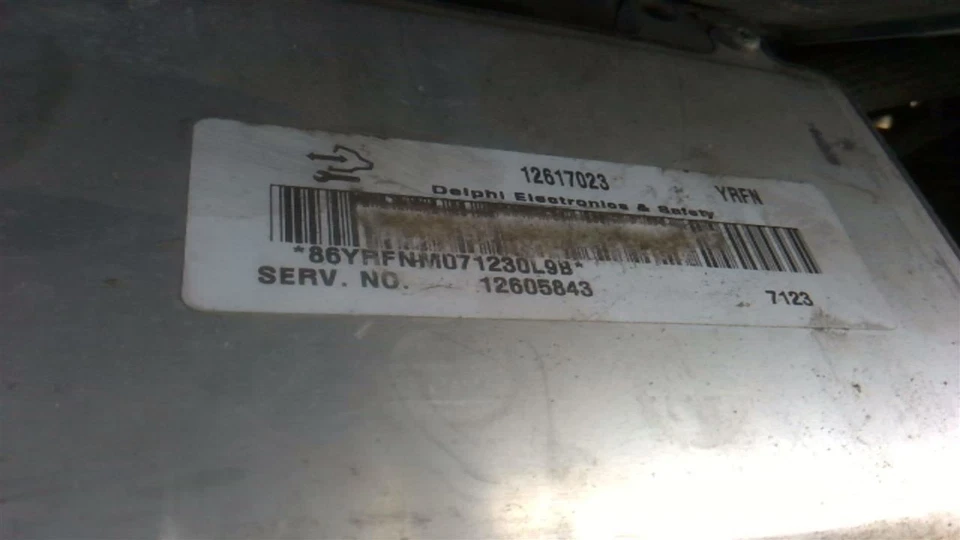 12617023 YRFN
Delphi Electronics & Safety
*86YRFNM071230L9B*
SERV. NO. 12605843 7123